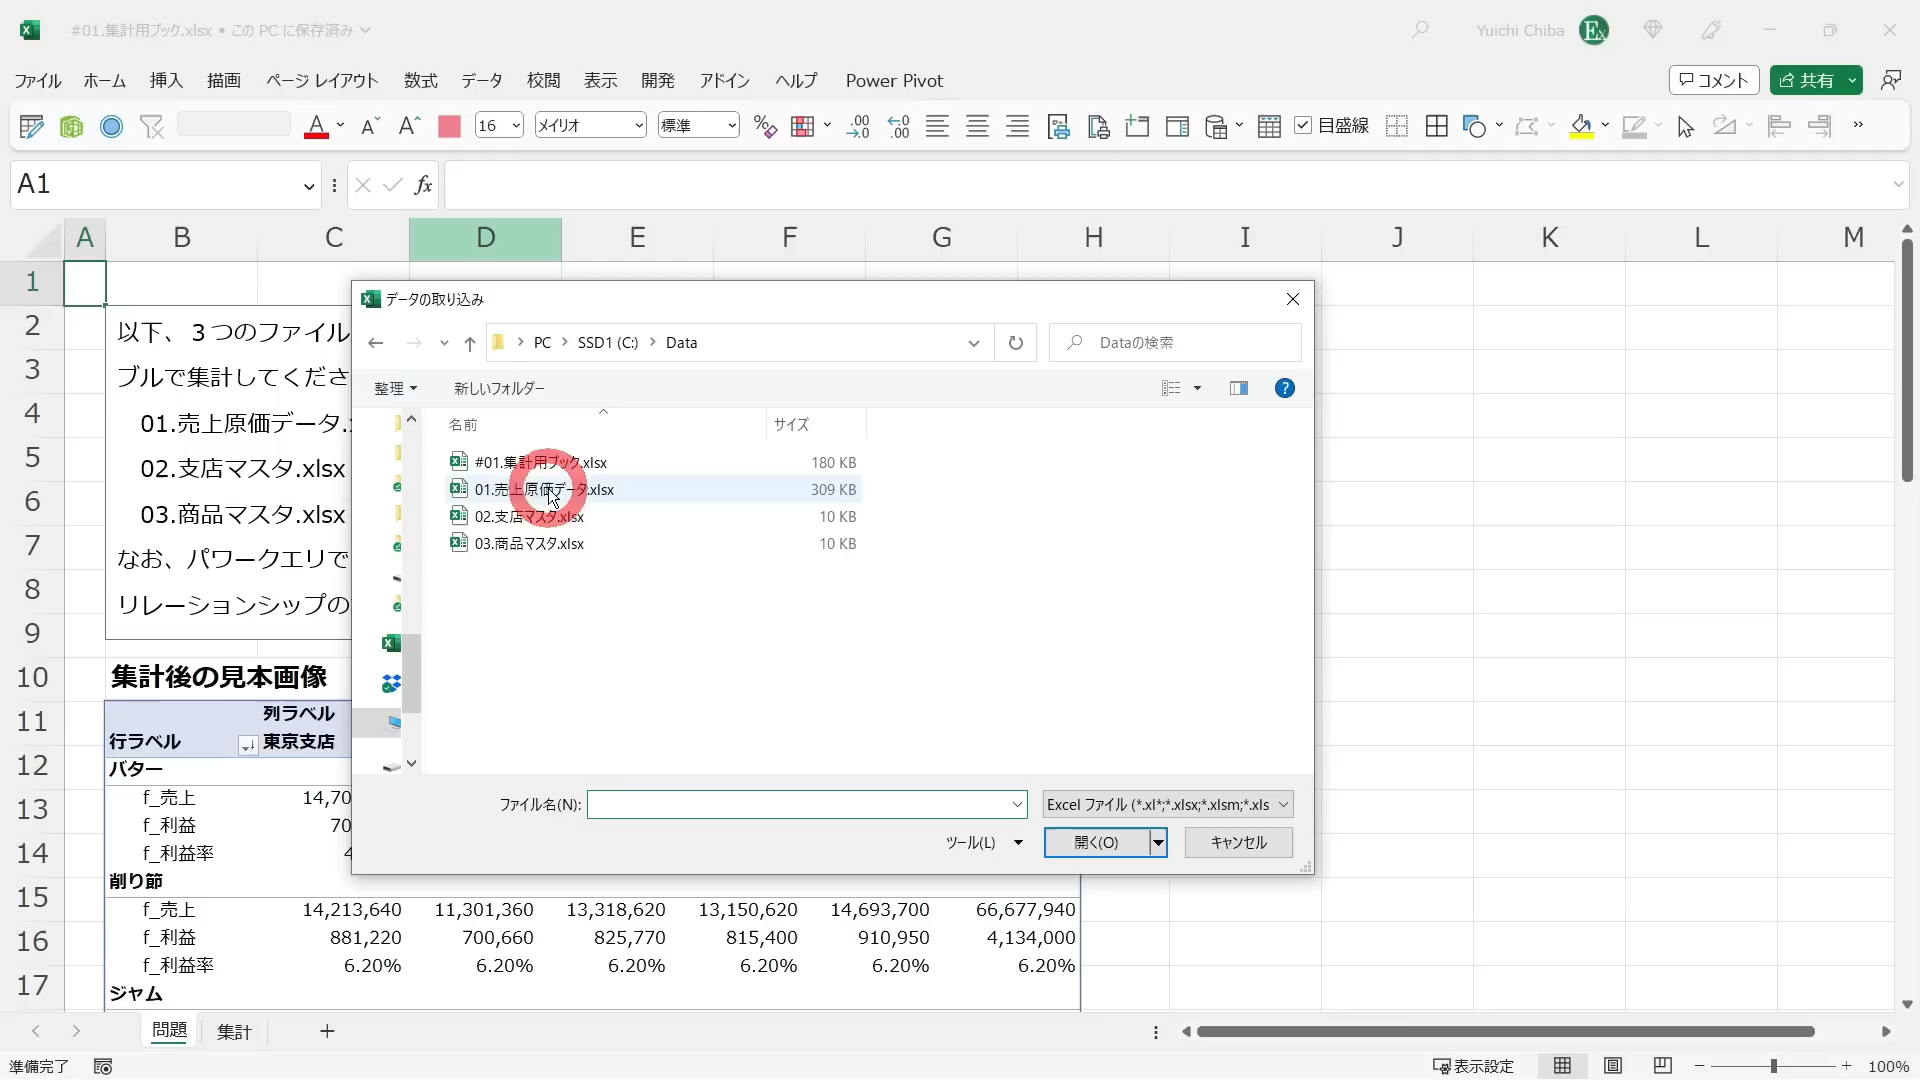 #01.集計用ブック.xlsx • この PC に保存済み
Yuichi Chiba
ファイル ホーム 挿入 描画 ページ レイアウト 数式 データ 校閲 表示 開発 アドイン ヘルプ Power Pivot
コメント 共有
16 メイリオ 標準 目盛線
A1
A B C D E F G H I J K L M
1
2
3
4
5
6
7
8
9
10
11
12
13
14
15
16
17
以下、３つのファイル
ブルで集計してくださ
01.売上原価データ.
02.支店マスタ.xlsx
03.商品マスタ.xlsx
なお、パワークエリで
リレーションシップの
集計後の見本画像
列ラベル
行ラベル 東京支店
バター
f_売上 14,70
f_利益 70
f_利益率 4
削り節
f_売上 14,213,640 11,301,360 13,318,620 13,150,620 14,693,700 66,677,940
f_利益 881,220 700,660 825,770 815,400 910,950 4,134,000
f_利益率 6.20% 6.20% 6.20% 6.20% 6.20% 6.20%
ジャム
データの取り込み
PC SSD1 (C:) Data
Dataの検索
整理 新しいフォルダー
名前 サイズ
#01.集計用ブック.xlsx 180 KB
01.売上原価データ.xlsx 309 KB
02.支店マスタ.xlsx 10 KB
03.商品マスタ.xlsx 10 KB
ファイル名(N):
Excel ファイル (*.xl*;*.xlsx;*.xlsm;*.xls
ツール(L) 開く(O) キャンセル
問題 集計
準備完了
表示設定 100%